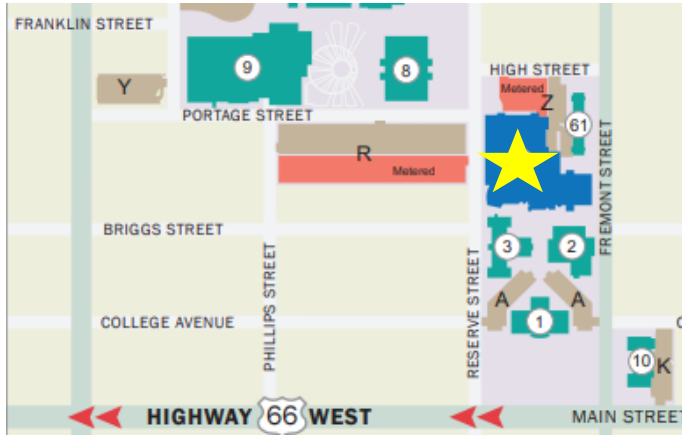 FRANKLIN STREET
9
8
HIGH STREET
Y
Metered
Z
61
PORTAGE STREET
R
Metered
FREMONT STREET
BRIGGS STREET
3
2
PHILLIPS STREET
RESERVE STREET
A
A
COLLEGE AVENUE
1
10
K
HIGHWAY 66 WEST
MAIN STREET